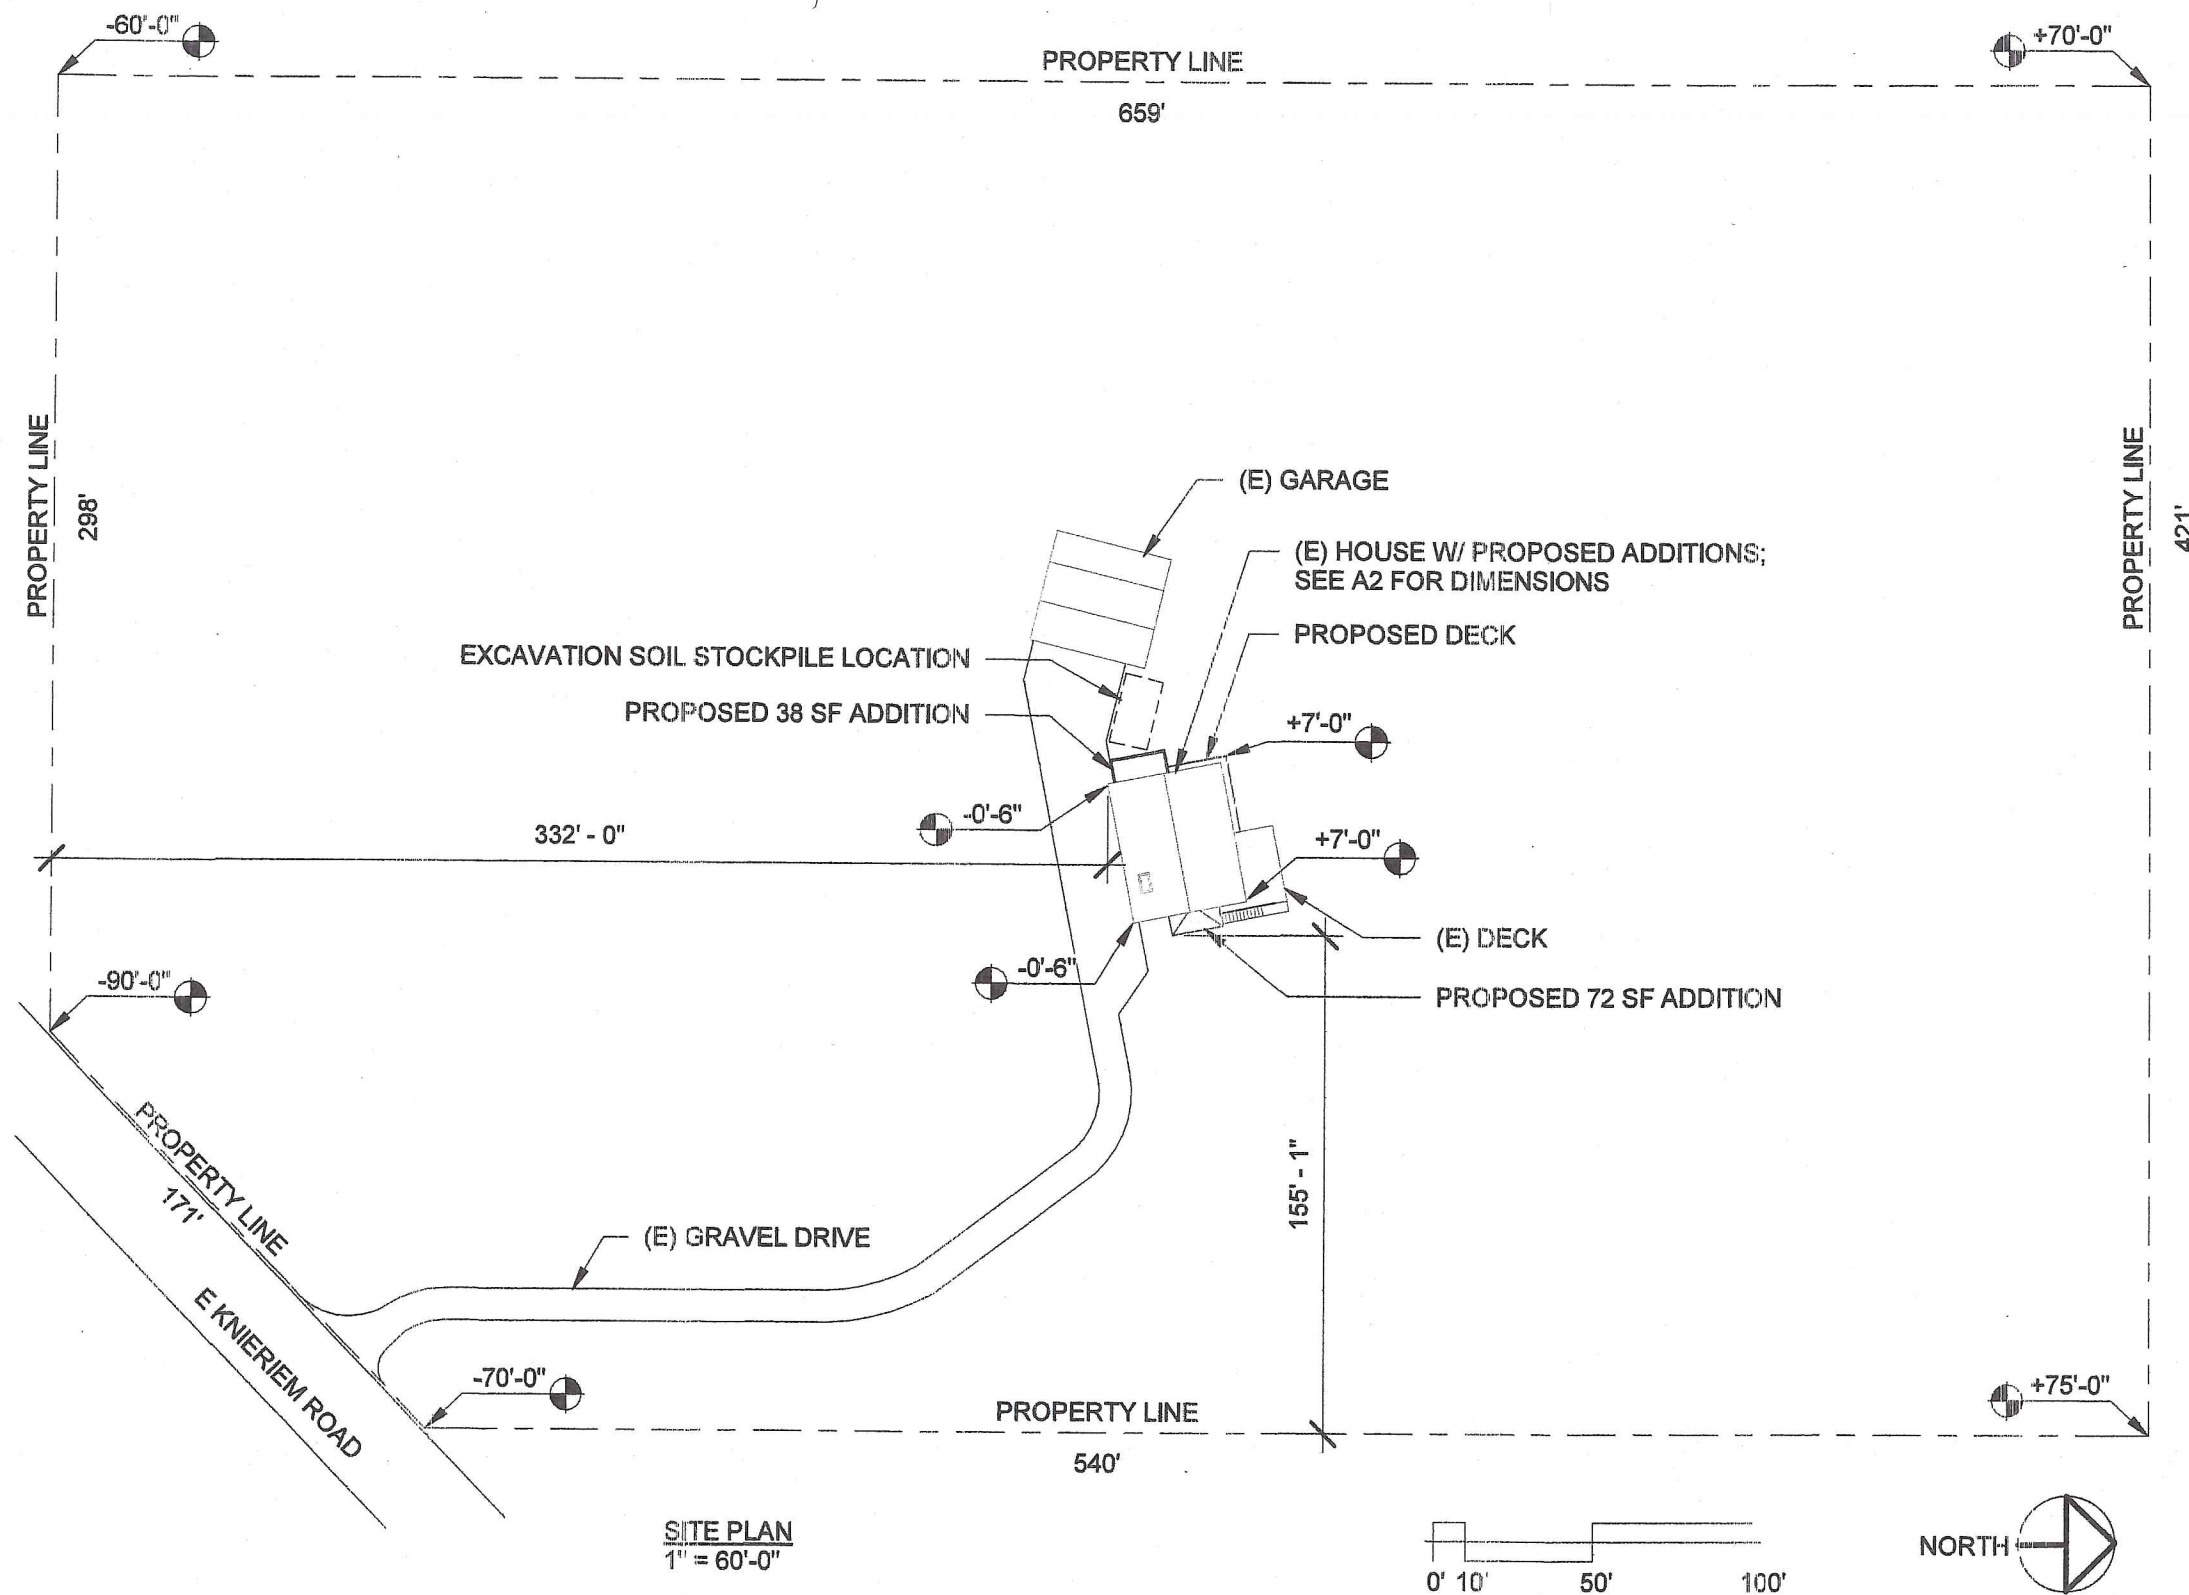 -60'-0"
+70'-0"
PROPERTY LINE
659'
PROPERTY LINE
298'
PROPERTY LINE
421'
(E) GARAGE
(E) HOUSE W/ PROPOSED ADDITIONS;
SEE A2 FOR DIMENSIONS
PROPOSED DECK
EXCAVATION SOIL STOCKPILE LOCATION
PROPOSED 38 SF ADDITION
+7'-0"
-0'-6"
332' - 0"
+7'-0"
(E) DECK
-0'-6"
-90'-0"
PROPOSED 72 SF ADDITION
PROPERTY LINE
171'
155' - 1"
(E) GRAVEL DRIVE
E KNIERIEM ROAD
-70'-0"
+75'-0"
PROPERTY LINE
540'
SITE PLAN
1" = 60'-0"
NORTH
0' 10' 50' 100'